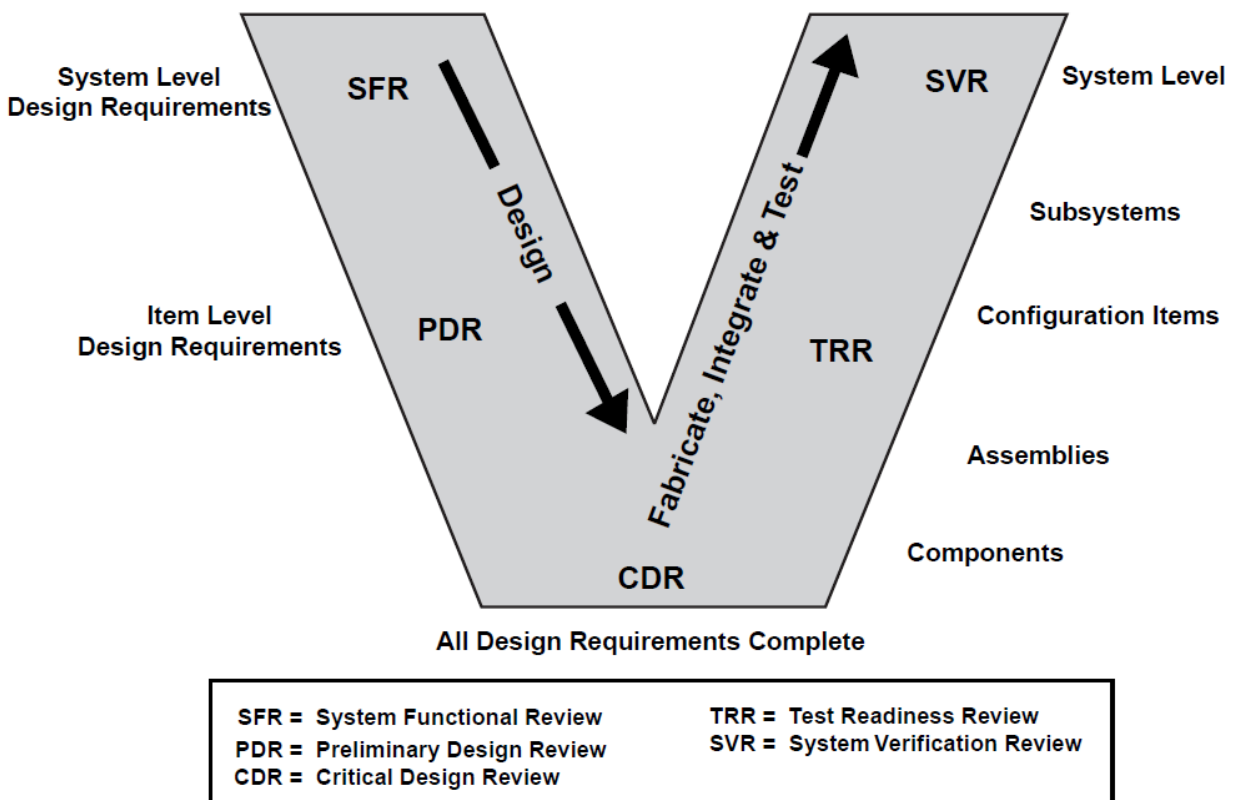 System Level
Design Requirements
SFR
Design
Item Level
Design Requirements
PDR
CDR
Fabricate, Integrate & Test
TRR
SVR
System Level
Subsystems
Configuration Items
Assemblies
Components
All Design Requirements Complete
SFR = System Functional Review
PDR = Preliminary Design Review
CDR = Critical Design Review
TRR = Test Readiness Review
SVR = System Verification Review